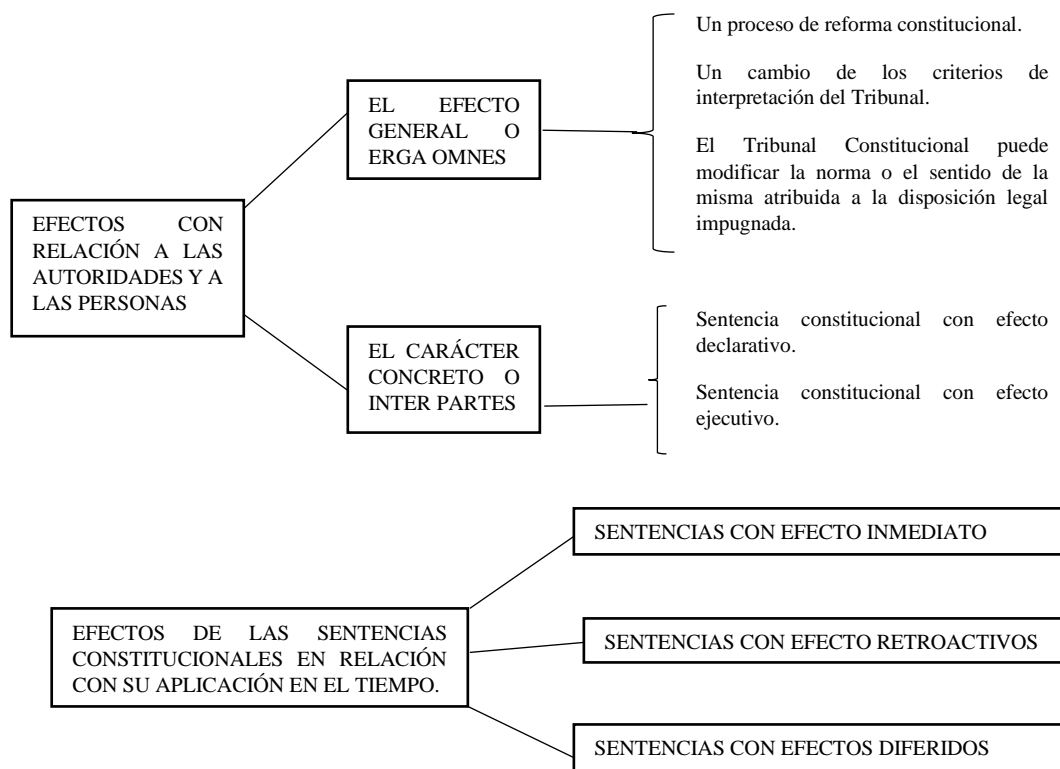 Un proceso de reforma constitucional.
Un cambio de los criterios de
interpretación del Tribunal.
El Tribunal Constitucional puede
modificar la norma o el sentido de la
misma atribuida a la disposición legal
impugnada.
EL EFECTO
GENERAL O
ERGA OMNES
EFECTOS CON
RELACIÓN A LAS
AUTORIDADES Y A
LAS PERSONAS
EL CARÁCTER
CONCRETO O
INTER PARTES
Sentencia constitucional con efecto
declarativo.
Sentencia constitucional con efecto
ejecutivo.
SENTENCIAS CON EFECTO INMEDIATO
EFECTOS DE LAS SENTENCIAS
CONSTITUCIONALES EN RELACIÓN
CON SU APLICACIÓN EN EL TIEMPO.
SENTENCIAS CON EFECTO RETROACTIVOS
SENTENCIAS CON EFECTOS DIFERIDOS